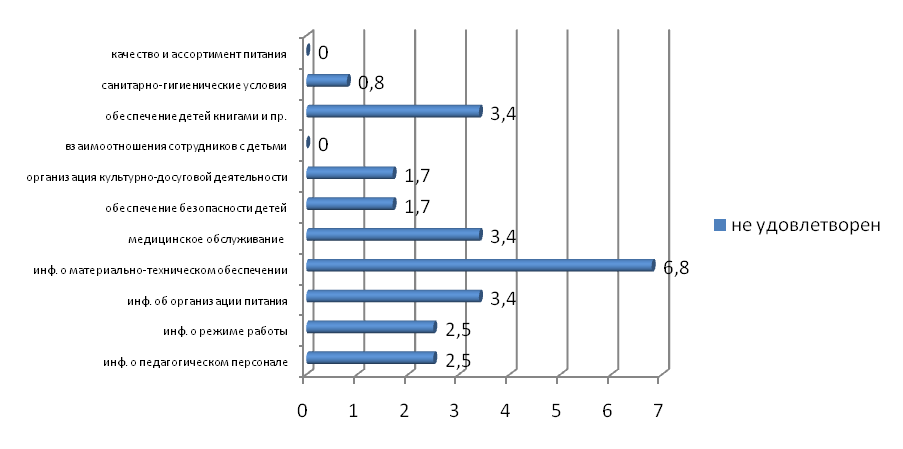 качество и ассортимент питания
0
санитарно-гигиенические условия
0,8
обеспечение детей книгами и пр.
3,4
взаимоотношения сотрудников с детьми
0
организация культурно-досуговой деятельности
1,7
обеспечение безопасности детей
1,7
медицинское обслуживание
3,4
инф. о материально-техническом обеспечении
6,8
инф. об организации питания
3,4
инф. о режиме работы
2,5
инф. о педагогическом персонале
2,5
0 1 2 3 4 5 6 7
не удовлетворен